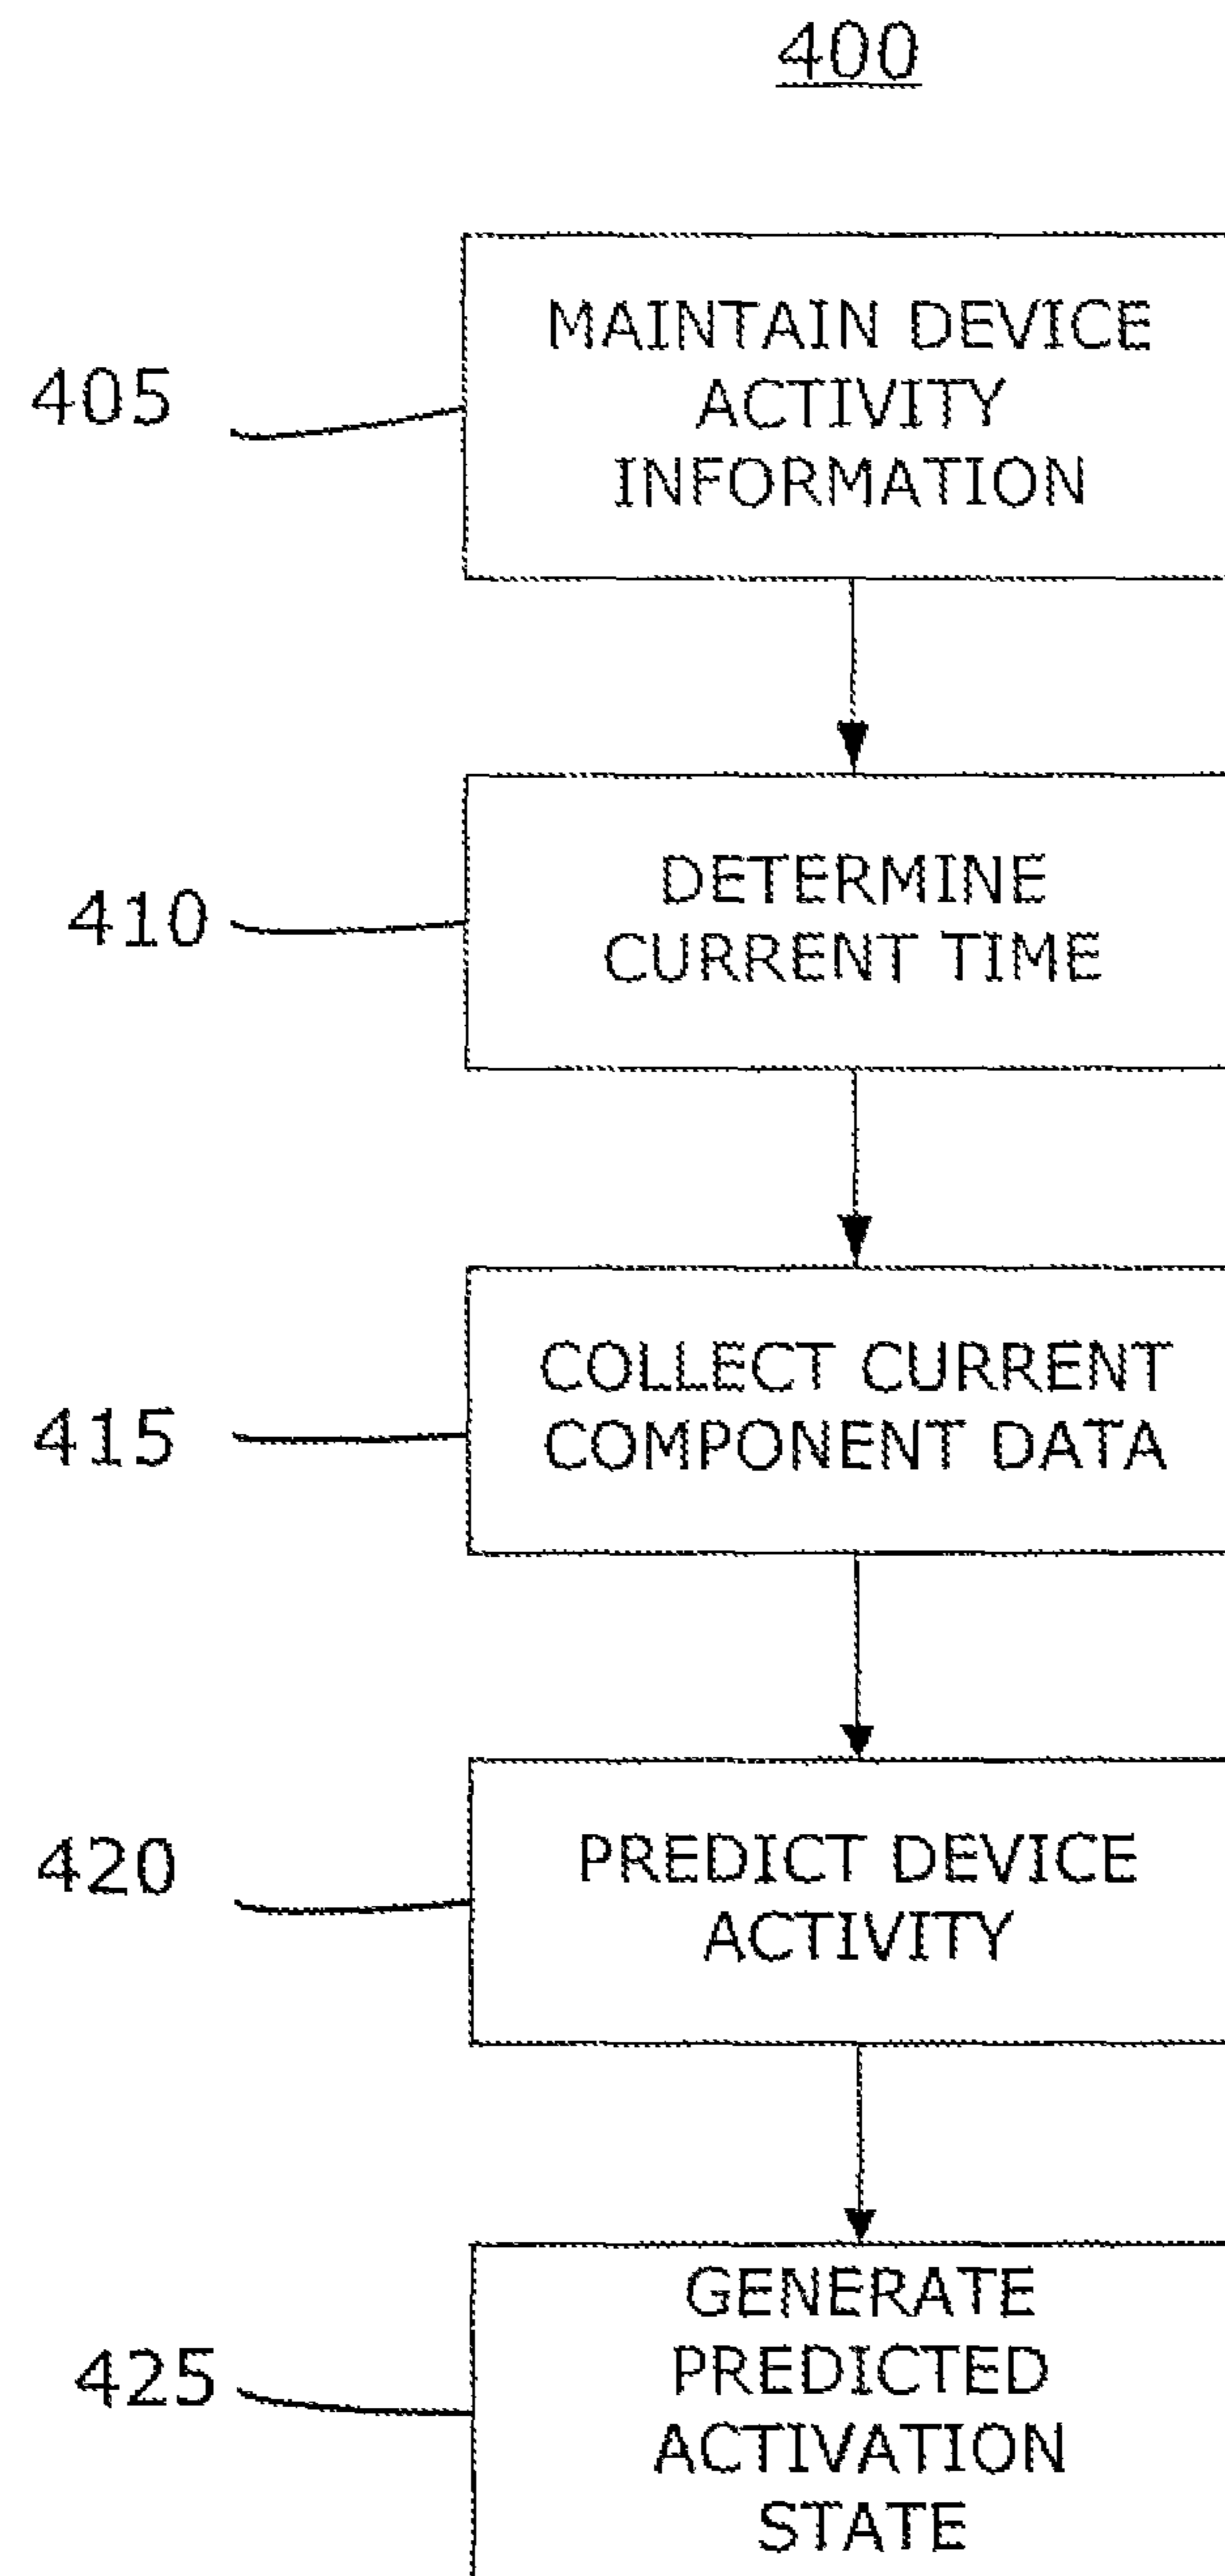 400
405
MAINTAIN DEVICE
ACTIVITY
INFORMATION
410
DETERMINE
CURRENT TIME
415
COLLECT CURRENT
COMPONENT DATA
420
PREDICT DEVICE
ACTIVITY
425
GENERATE
PREDICTED
ACTIVATION
STATE